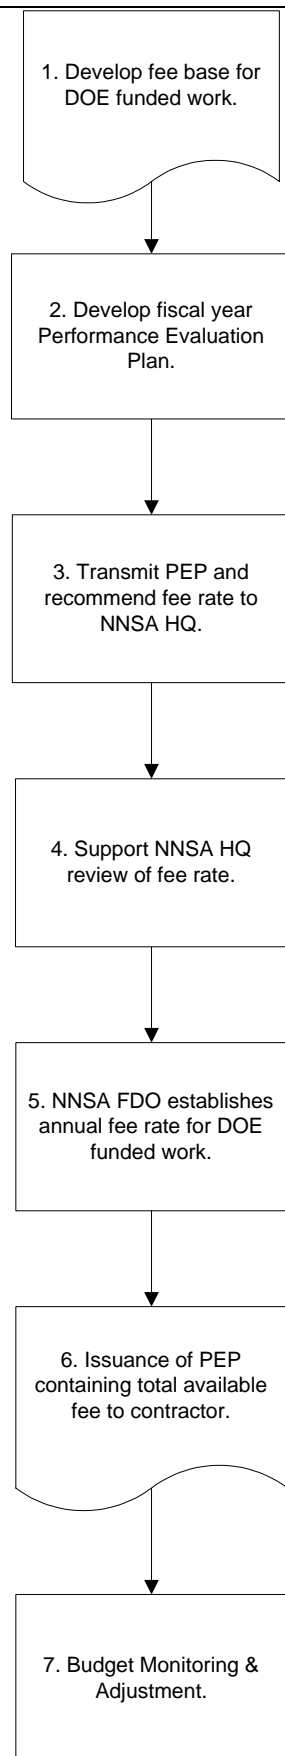 1. Develop fee base for
DOE funded work.
2. Develop fiscal year
Performance Evaluation
Plan.
3. Transmit PEP and
recommend fee rate to
NNSA HQ.
4. Support NNSA HQ
review of fee rate.
5. NNSA FDO establishes
annual fee rate for DOE
funded work.
6. Issuance of PEP
containing total available
fee to contractor.
7. Budget Monitoring &
Adjustment.